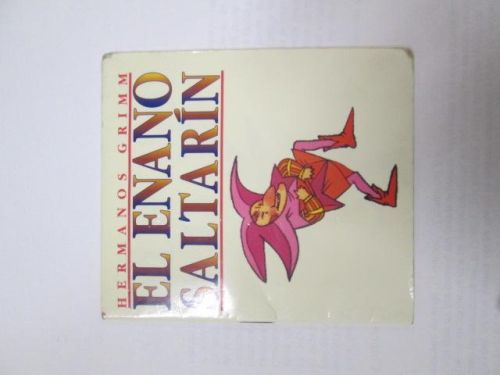 HERMANOS GRIMM
EL ENANO
SALTARÍN